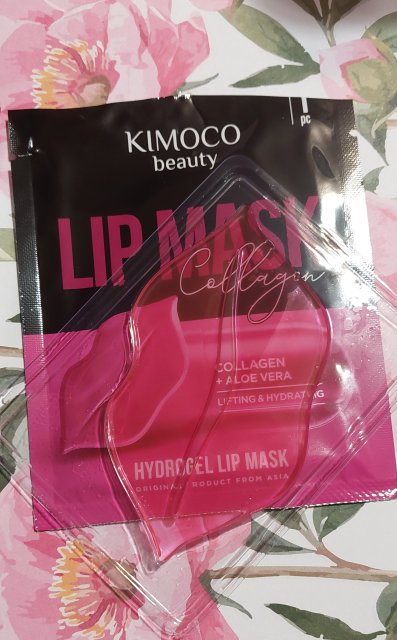 1
pc
KIMOCO
beauty
LIP MASK
Collagen
COLLAGEN
+ ALOE VERA
LIFTING & HYDRATING
HYDROGEL LIP MASK
ORIGINAL PRODUCT FROM ASIA